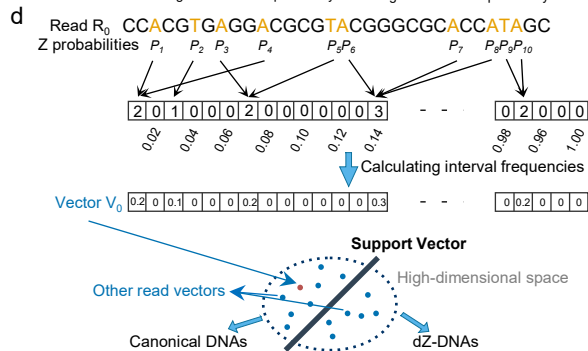 d
Read R₀ CCACGTGAGGACGCGTACGGGCGCACCATAGC
Z probabilities P₁ P₂ P₃ P₄ P₅P₆ P₇ P₈P₉P₁₀
2 0 1 0 0 0 2 0 0 0 0 0 0 3 - - 0 2 0 0 0
0.02 0.04 0.06 0.08 0.10 0.12 0.14 0.98 0.96 1.00
Calculating interval frequencies
Vector V₀ 0.2 0 0.1 0 0 0 0.2 0 0 0 0 0 0 0.3 - - 0 0.2 0 0 0
Support Vector
High-dimensional space
Other read vectors
Canonical DNAs dZ-DNAs